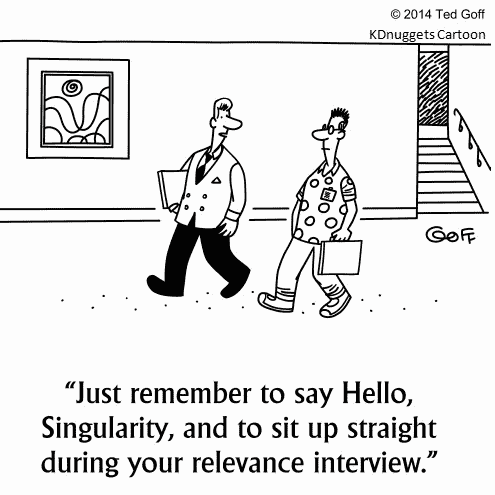 © 2014 Ted Goff
KDnuggets Cartoon
GOFF
“Just remember to say Hello,
Singularity, and to sit up straight
during your relevance interview.”